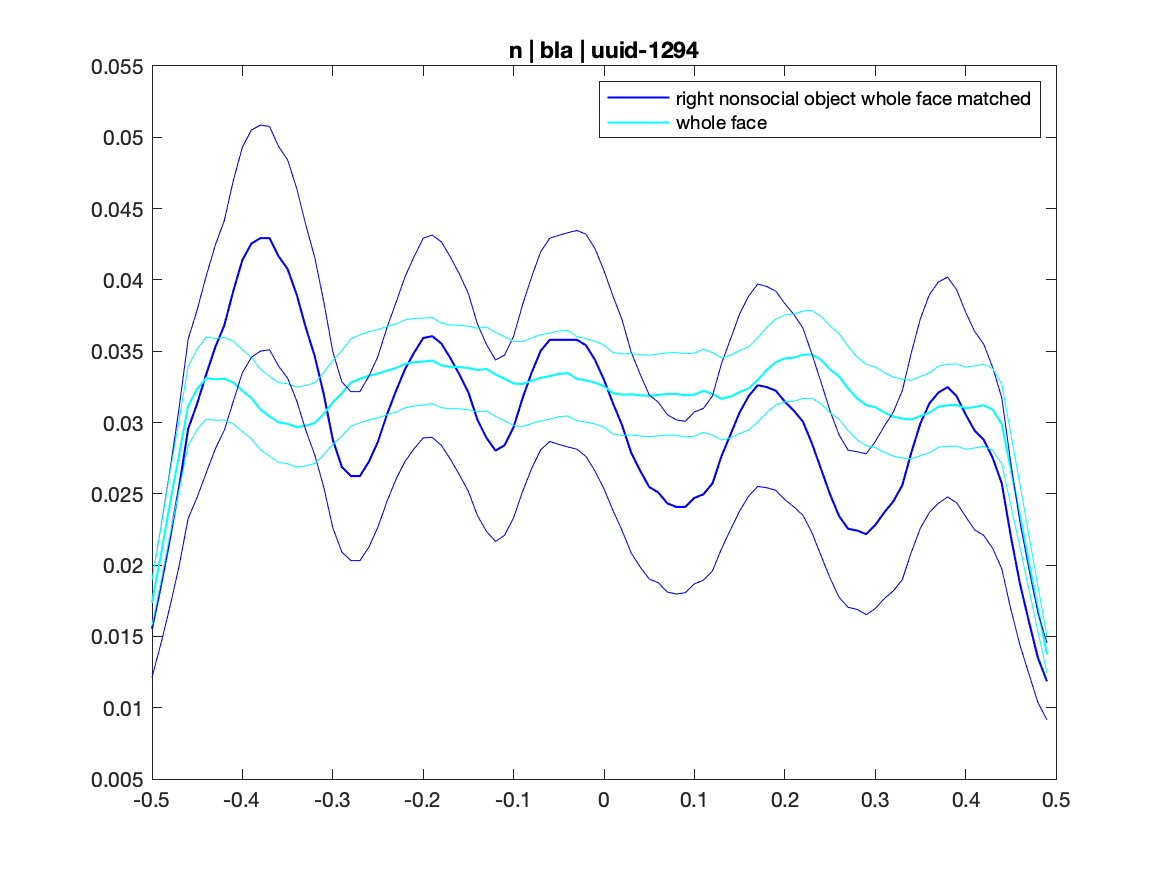 n | bla | uuid-1294
right nonsocial object whole face matched
whole face
0.055
0.05
0.045
0.04
0.035
0.03
0.025
0.02
0.015
0.01
0.005
-0.5 -0.4 -0.3 -0.2 -0.1 0 0.1 0.2 0.3 0.4 0.5